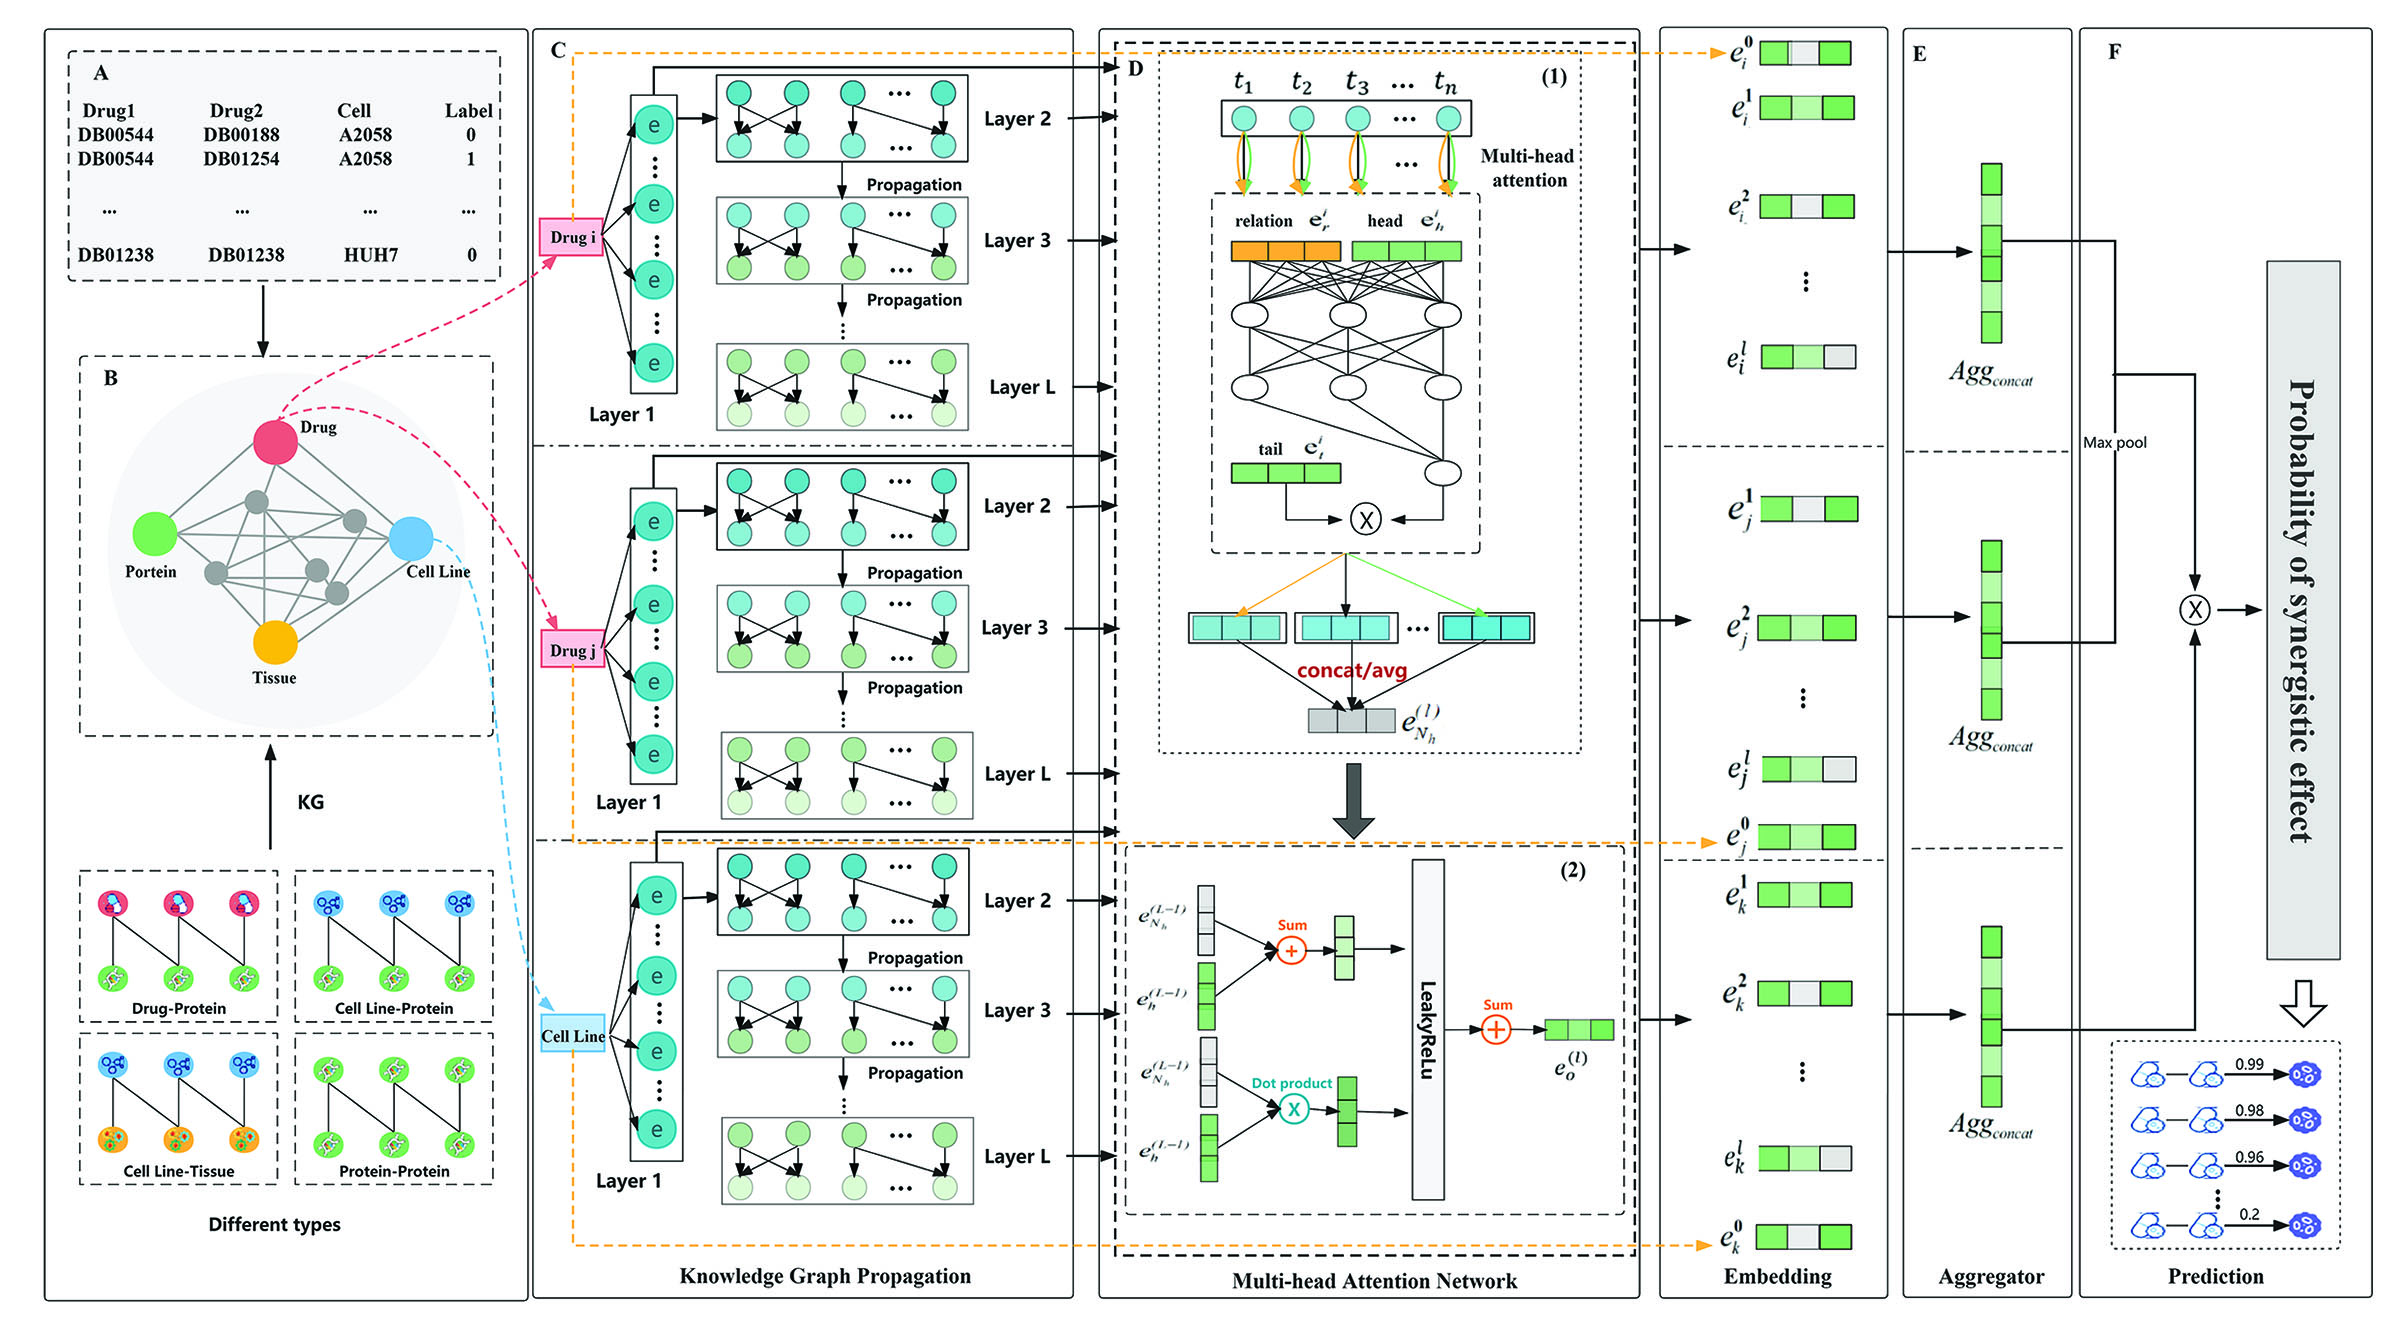 A
Drug1 Drug2 Cell Label
DB00544 DB00188 A2058 0
DB00544 DB01254 A2058 1
... ... ... ...
DB01238 DB01238 HUH7 0
B
Drug
Portein
Cell Line
Tissue
KG
Drug-Protein
Cell Line-Protein
Cell Line-Tissue
Protein-Protein
Different types
C
Drug i
e
e
e
e
Layer 1
Layer 2
Propagation
Layer 3
Propagation
Layer L
Drug j
e
e
e
e
Layer 1
Layer 2
Propagation
Layer 3
Propagation
Layer L
Cell Line
e
e
e
e
Layer 1
Layer 2
Propagation
Layer 3
Propagation
Layer L
Knowledge Graph Propagation
D
(1)
t_1 t_2 t_3 ... t_n
Multi-head
attention
relation e_r^i head e_h^i
tail e_t^i
X
concat/avg
e_{N_h}^{(l)}
(2)
e_{N_h}^{(L-1)}
Sum
+
e_h^{(L-1)}
e_{N_h}^{(L-1)}
Dot product
X
e_h^{(L-1)}
LeakyReLu
Sum
+
e_o^{(l)}
Multi-head Attention Network
e_i^0
e_i^1
e_i^2
e_i^l
e_j^1
e_j^2
e_j^l
e_j^0
e_k^1
e_k^2
e_k^l
e_k^0
Embedding
E
Agg_{concat}
Agg_{concat}
Agg_{concat}
Aggregator
F
Max pool
X
Probability of synergistic effect
0.99
0.98
0.96
0.2
Prediction